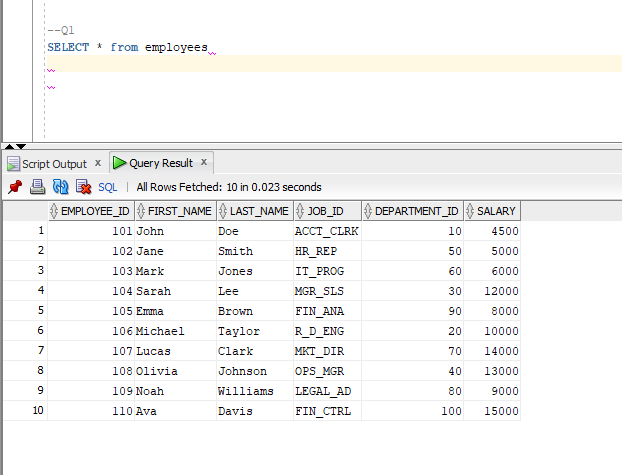 --Q1
SELECT * from employees
Script Output x Query Result x
SQL | All Rows Fetched: 10 in 0.023 seconds
EMPLOYEE_ID FIRST_NAME LAST_NAME JOB_ID DEPARTMENT_ID SALARY
1 101 John Doe ACCT_CLRK 10 4500
2 102 Jane Smith HR_REP 50 5000
3 103 Mark Jones IT_PROG 60 6000
4 104 Sarah Lee MGR_SLS 30 12000
5 105 Emma Brown FIN_ANA 90 8000
6 106 Michael Taylor R_D_ENG 20 10000
7 107 Lucas Clark MKT_DIR 70 14000
8 108 Olivia Johnson OPS_MGR 40 13000
9 109 Noah Williams LEGAL_AD 80 9000
10 110 Ava Davis FIN_CTRL 100 15000